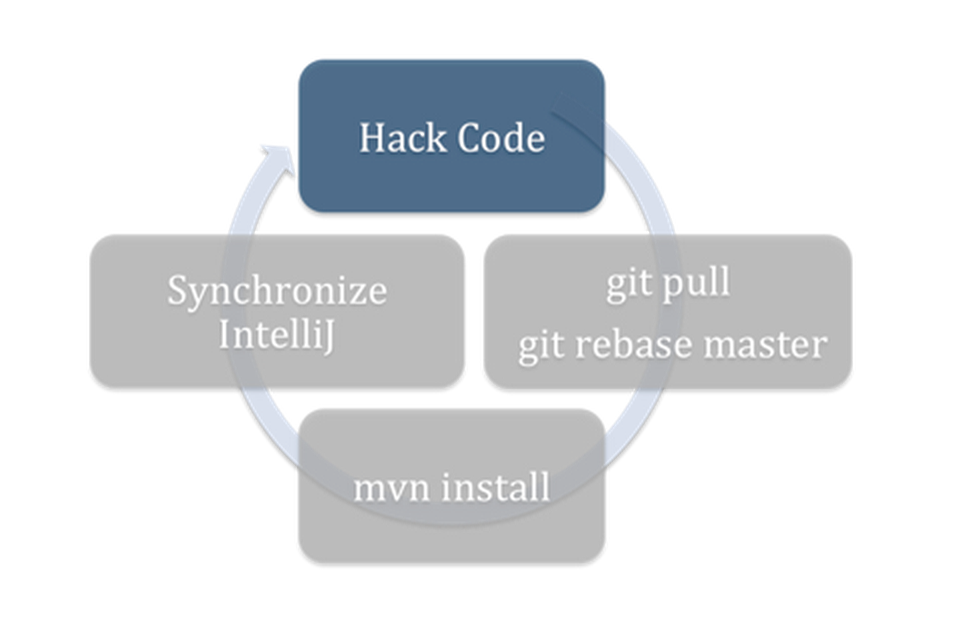 Hack Code
Synchronize
IntelliJ
git pull
git rebase master
mvn install